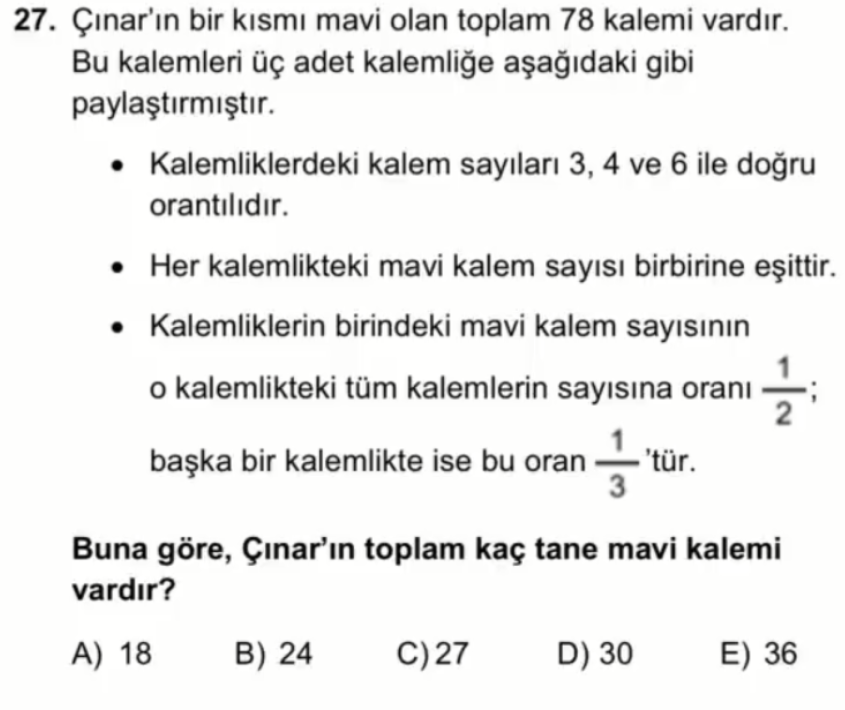 27. Çınar'ın bir kısmı mavi olan toplam 78 kalemi vardır.
Bu kalemleri üç adet kalemliğe aşağıdaki gibi
paylaştırmıştır.
• Kalemliklerdeki kalem sayıları 3, 4 ve 6 ile doğru
orantılıdır.
• Her kalemlikteki mavi kalem sayısı birbirine eşittir.
• Kalemliklerin birindeki mavi kalem sayısının
o kalemlikteki tüm kalemlerin sayısına oranı 1/2;
başka bir kalemlikte ise bu oran 1/3 'tür.
Buna göre, Çınar'ın toplam kaç tane mavi kalemi
vardır?
A) 18 B) 24 C) 27 D) 30 E) 36